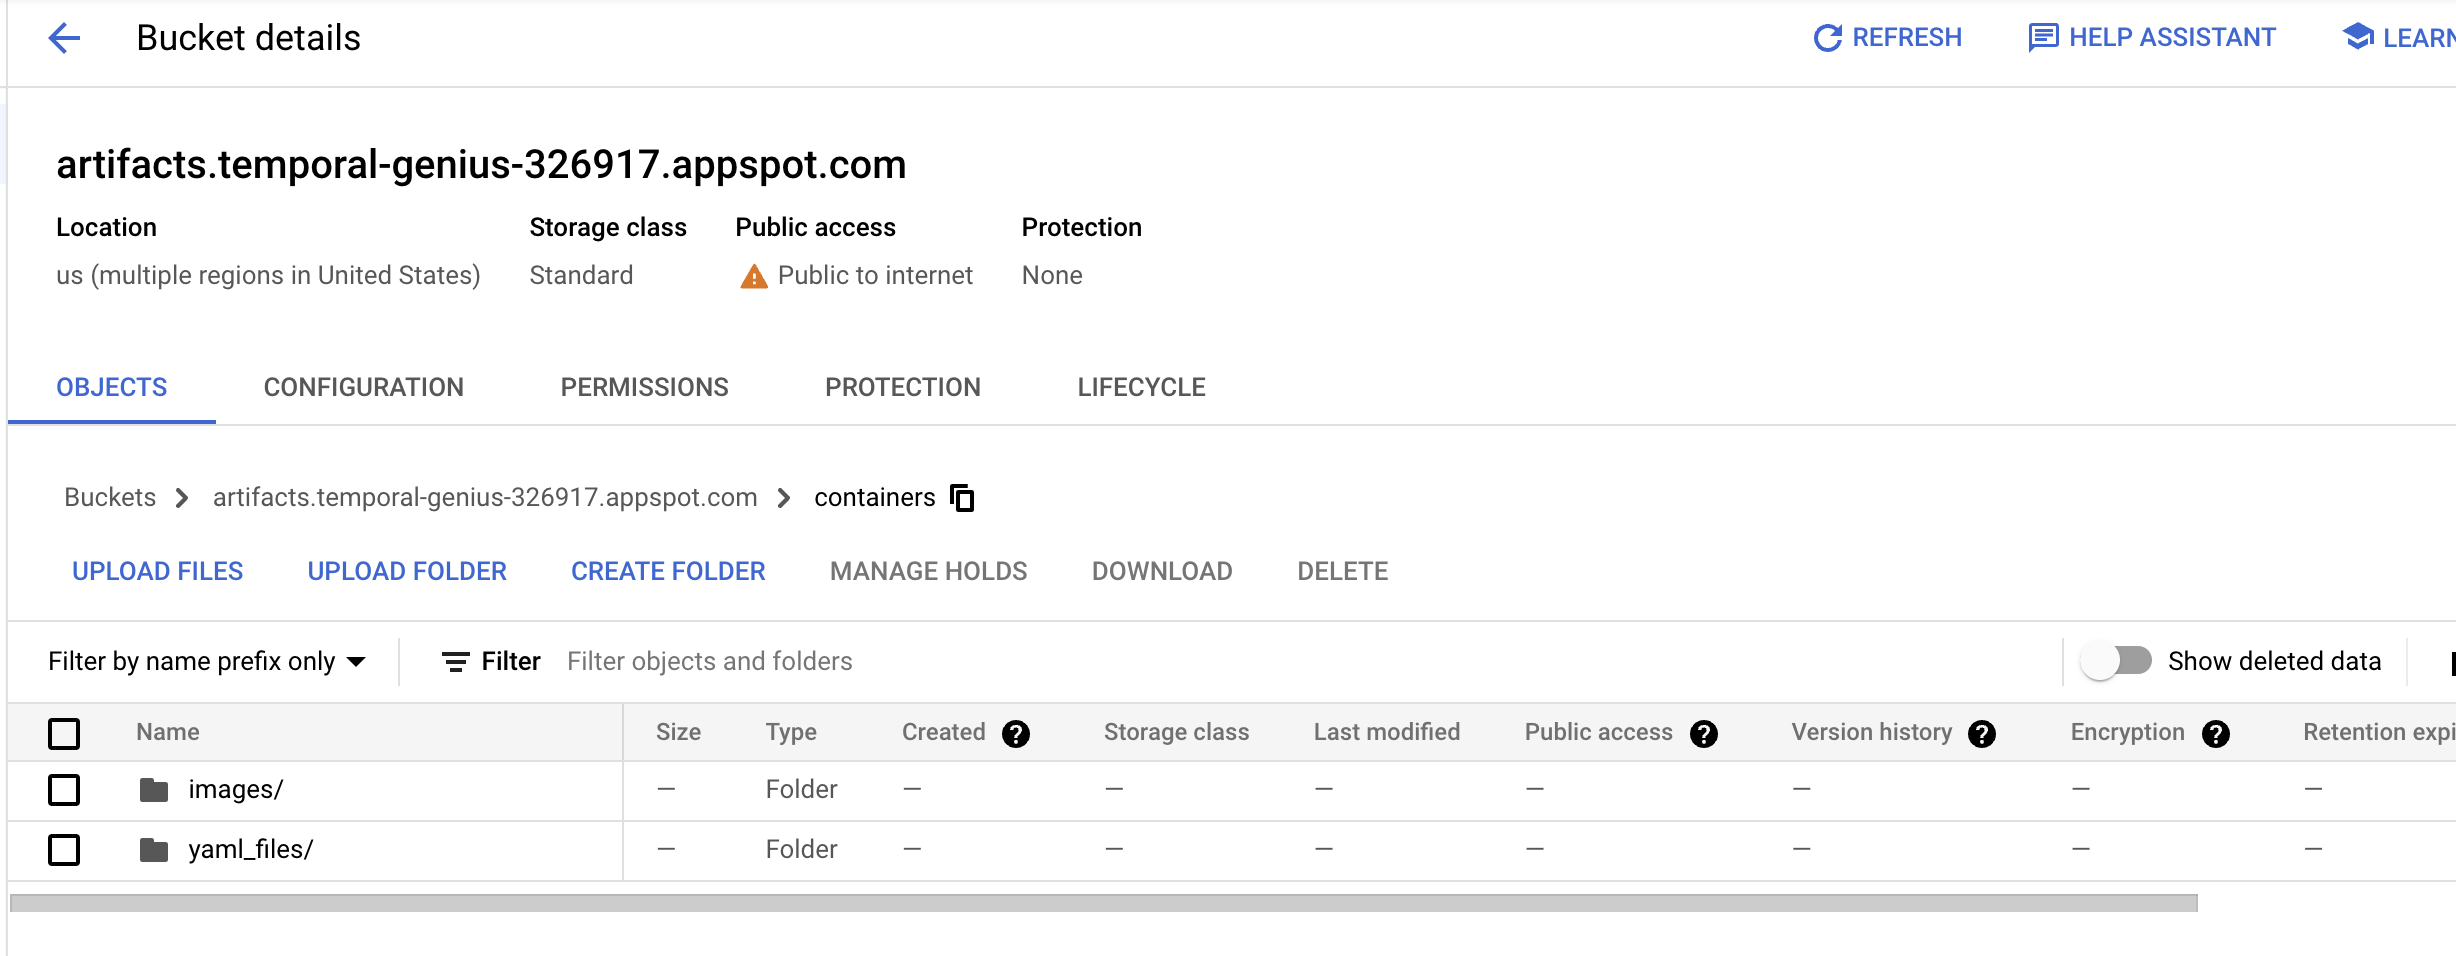 Bucket details
REFRESH
HELP ASSISTANT
LEARN
artifacts.temporal-genius-326917.appspot.com
Location Storage class Public access Protection
us (multiple regions in United States) Standard Public to internet None
OBJECTS CONFIGURATION PERMISSIONS PROTECTION LIFECYCLE
Buckets artifacts.temporal-genius-326917.appspot.com containers
UPLOAD FILES UPLOAD FOLDER CREATE FOLDER MANAGE HOLDS DOWNLOAD DELETE
Filter by name prefix only Filter Filter objects and folders Show deleted data
Name Size Type Created Storage class Last modified Public access Version history Encryption Retention expi
images/ — Folder — — — — — — —
yaml_files/ — Folder — — — — — — —